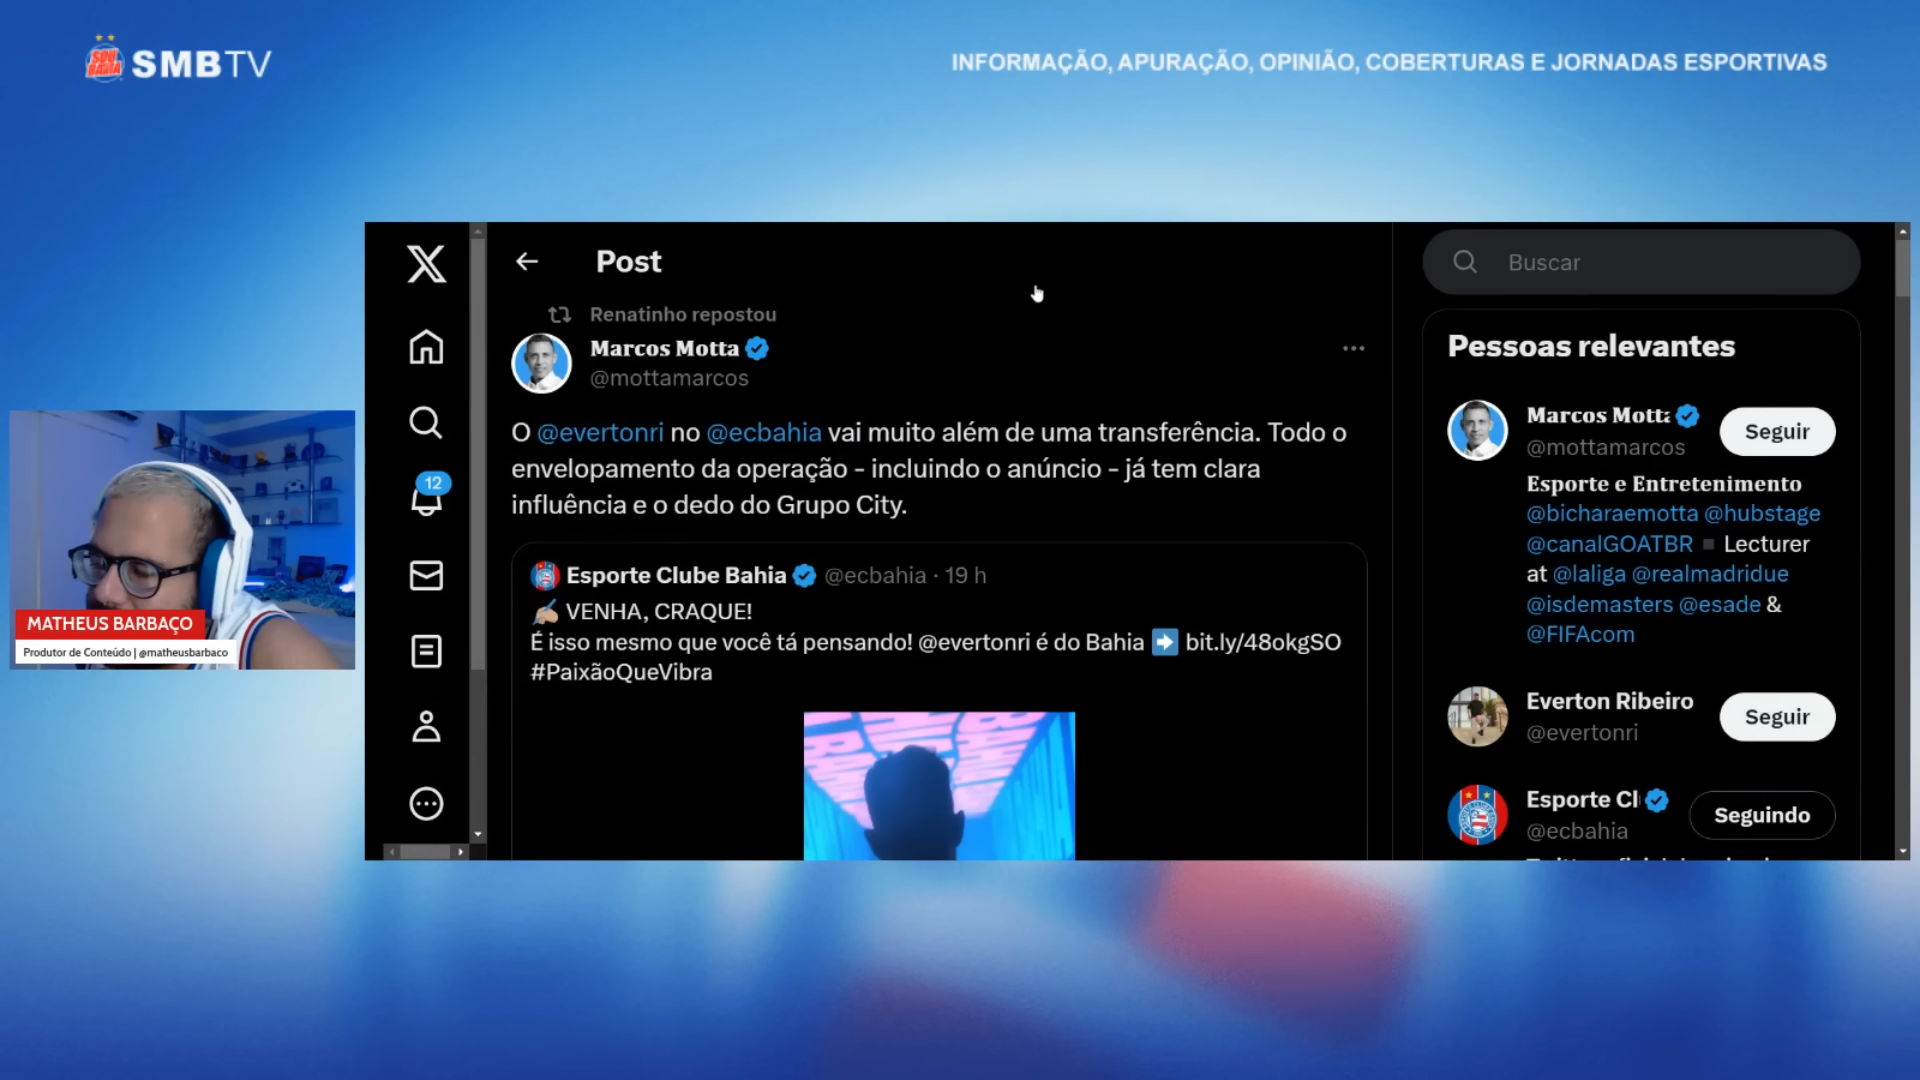 SOU BAHIA
SMBTV
INFORMAÇÃO, APURAÇÃO, OPINIÃO, COBERTURAS E JORNADAS ESPORTIVAS
Post
Renatinho repostou
Marcos Motta
@mottamarcos
O @evertonri no @ecbahia vai muito além de uma transferência. Todo o
envelopamento da operação - incluindo o anúncio - já tem clara
influência e o dedo do Grupo City.
Esporte Clube Bahia @ecbahia · 19 h
VENHA, CRAQUE!
É isso mesmo que você tá pensando! @evertonri é do Bahia ➡ bit.ly/48okgSO
#PaixãoQueVibra
12
MATHEUS BARBAÇO
Produtor de Conteúdo | @matheusbarbaco
Buscar
Pessoas relevantes
Marcos Motta
@mottamarcos
Seguir
Esporte e Entretenimento
@bicharaemotta @hubstage
@canalGOATBR ▪ Lecturer
at @laliga @realmadridue
@isdemasters @esade &
@FIFAcom
Everton Ribeiro
@evertonri
Seguir
Esporte Cl
@ecbahia
Seguindo